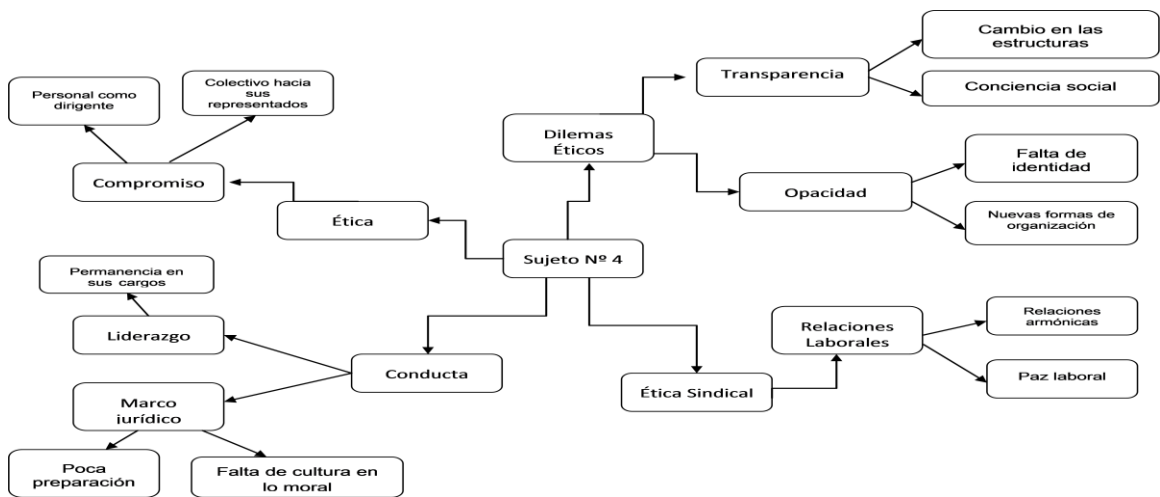 Cambio en las
estructuras
Transparencia
Conciencia social
Colectivo hacia
sus
representados
Personal como
dirigente
Dilemas
Éticos
Falta de
identidad
Compromiso
Opacidad
Nuevas formas de
organización
Ética
Sujeto Nº 4
Permanencia en
sus cargos
Relaciones
armónicas
Liderazgo
Relaciones
Laborales
Conducta
Paz laboral
Ética Sindical
Marco
jurídico
Poca
preparación
Falta de cultura en
lo moral